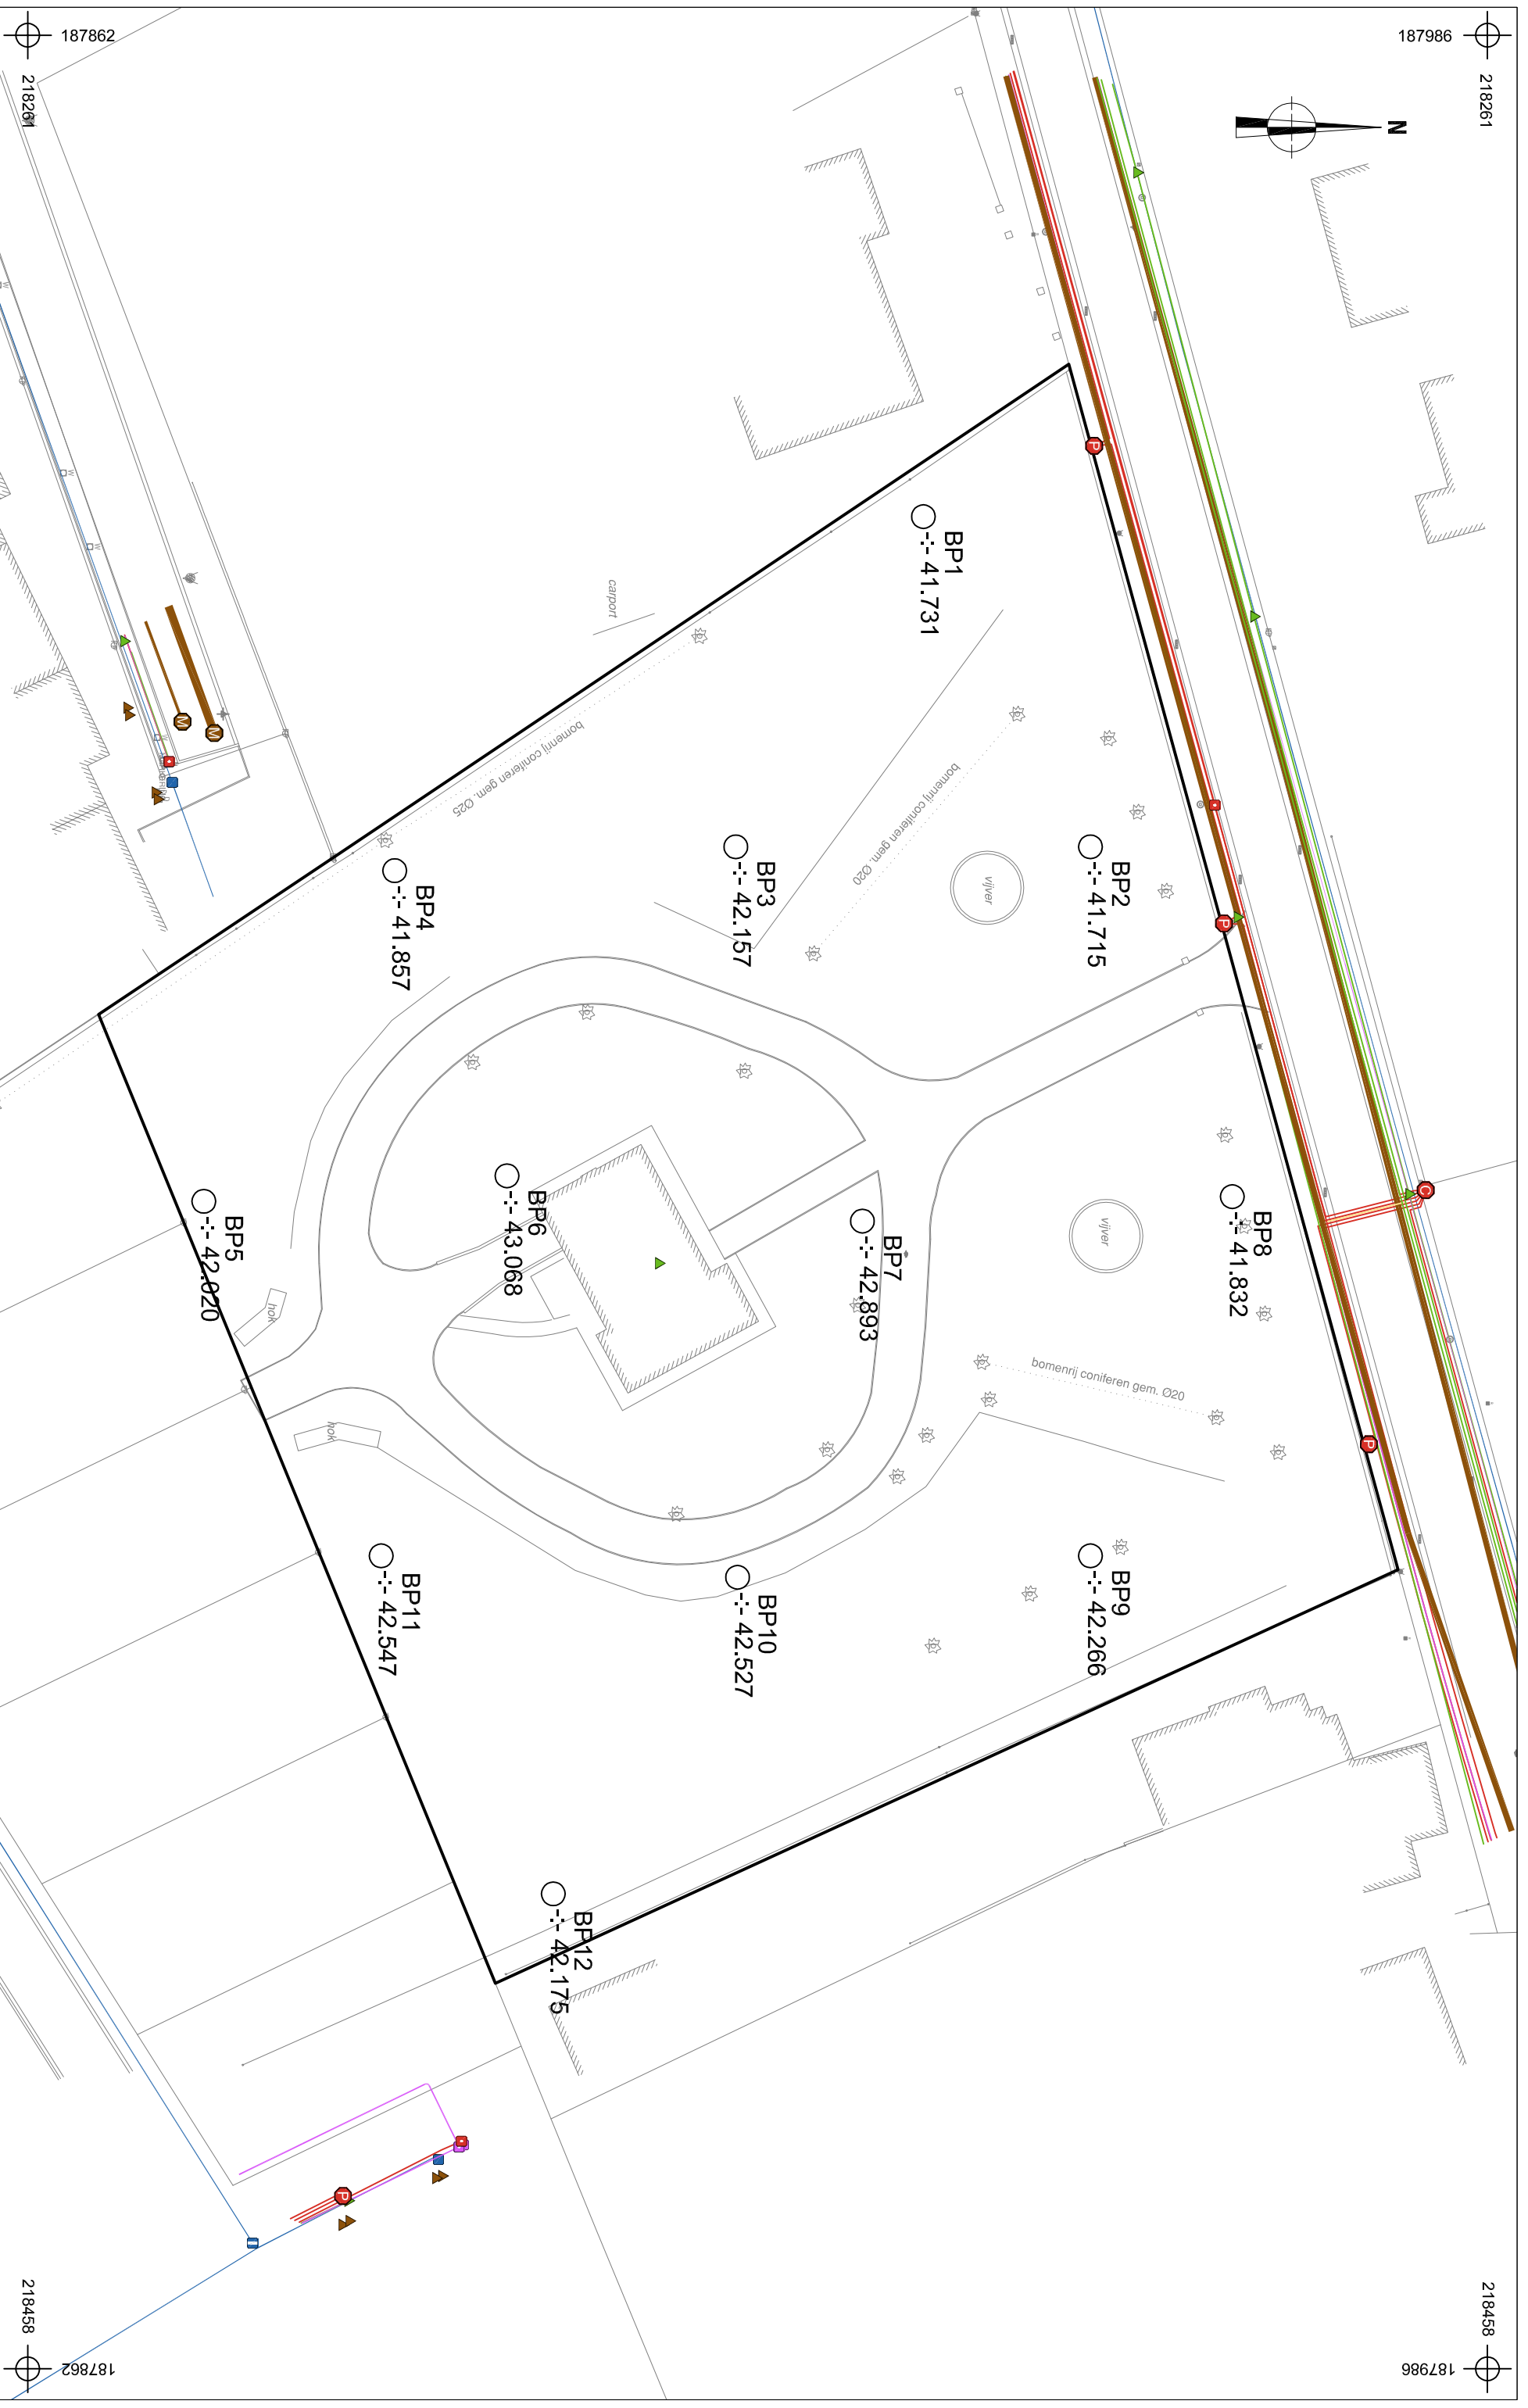 187862
218261
187986
218261
N
BP1
41.731
carport
bomenrij coniferen gem. Ø25
bomenrij coniferen gem. Ø20
vijver
BP2
41.715
BP3
42.157
BP4
41.857
BP5
42.020
BP6
43.068
BP7
42.893
BP8
41.832
vijver
bomenrij coniferen gem. Ø20
hok
hok
BP9
42.266
BP10
42.527
BP11
42.547
BP12
42.175
P
P
P
P
C
M
M
W
W
W
W
218458
187862
218458
187986